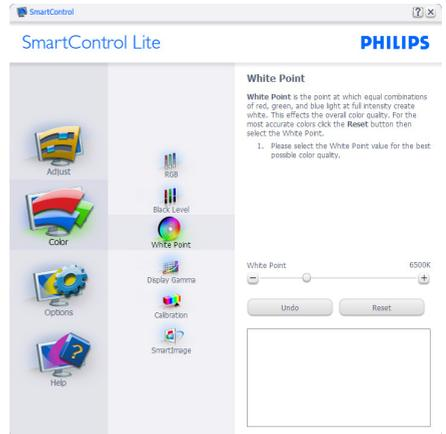 SmartControl
SmartControl Lite
PHILIPS
Adjust
Color
Options
Help
RGB
Black Level
White Point
Display Gamma
Calibration
SmartImage
White Point
White Point is the point at which equal combinations
of red, green, and blue light at full intensity create
white. This effects the overall color quality. For the
most accurate colors click the Reset button then
select the White Point.
1. Please select the White Point value for the best
possible color quality.
White Point 6500K
Undo Reset